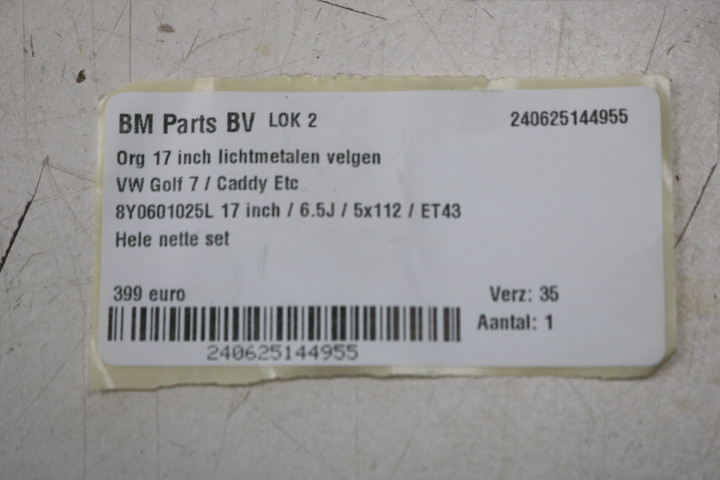 BM Parts BV LOK 2 240625144955
Org 17 inch lichtmetalen velgen
VW Golf 7 / Caddy Etc
8Y0601025L 17 inch / 6.5J / 5x112 / ET43
Hele nette set
399 euro Verz: 35
Aantal: 1
240625144955